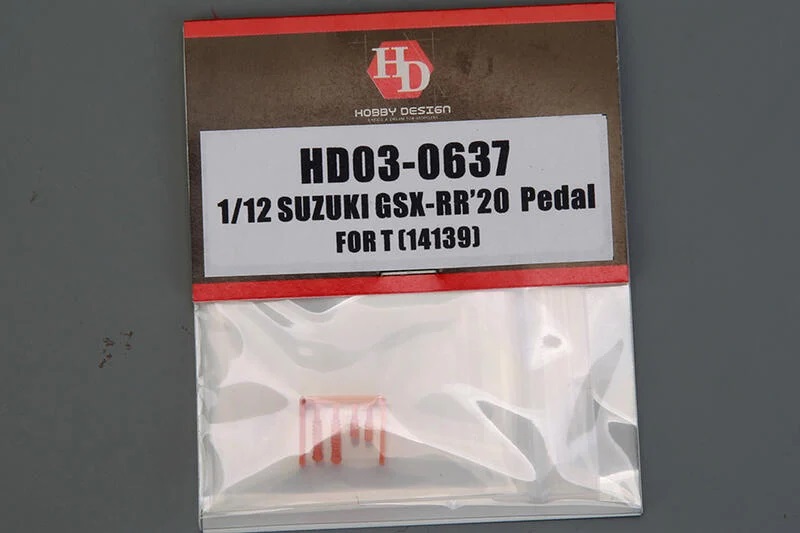 HD
HOBBY DESIGN
HD03-0637
1/12 SUZUKI GSX-RR'20 Pedal
FOR T (14139)